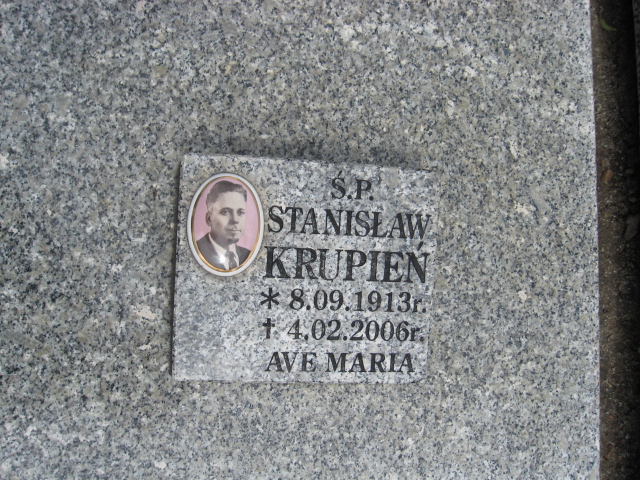 Ś.P.
STANISŁAW
KRUPIEŃ
* 8.09.1913r.
† 4.02.2006r.
AVE MARIA